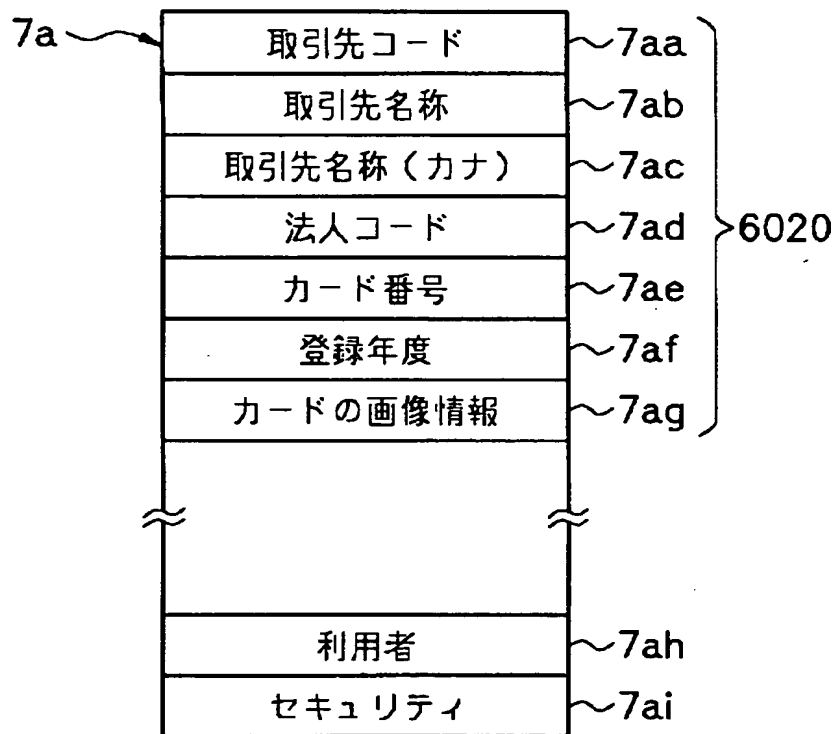 7a 取引先コード 7aa
取引先名称 7ab
取引先名称(カナ) 7ac
法人コード 7ad
6020
カード番号 7ae
登録年度 7af
カードの画像情報 7ag
利用者 7ah
セキュリティ 7ai